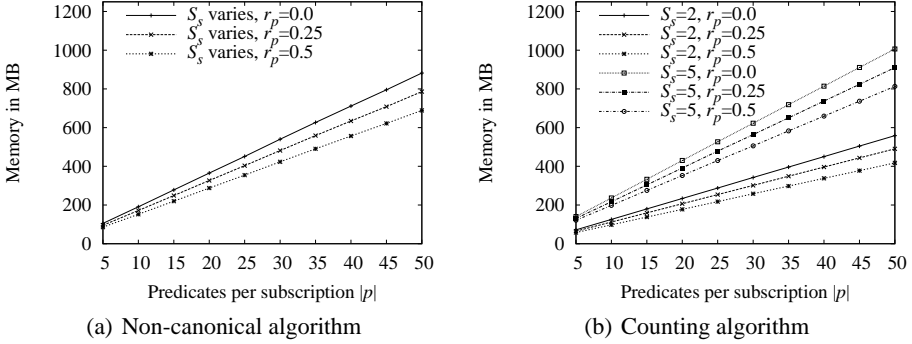 1200
1000
800
600
400
200
0
Memory in MB
S_s varies, r_p=0.0
S_s varies, r_p=0.25
S_s varies, r_p=0.5
5 10 15 20 25 30 35 40 45 50
Predicates per subscription |p|
(a) Non-canonical algorithm
1200
1000
800
600
400
200
0
Memory in MB
S_s=2, r_p=0.0
S_s=2, r_p=0.25
S_s=2, r_p=0.5
S_s=5, r_p=0.0
S_s=5, r_p=0.25
S_s=5, r_p=0.5
5 10 15 20 25 30 35 40 45 50
Predicates per subscription |p|
(b) Counting algorithm